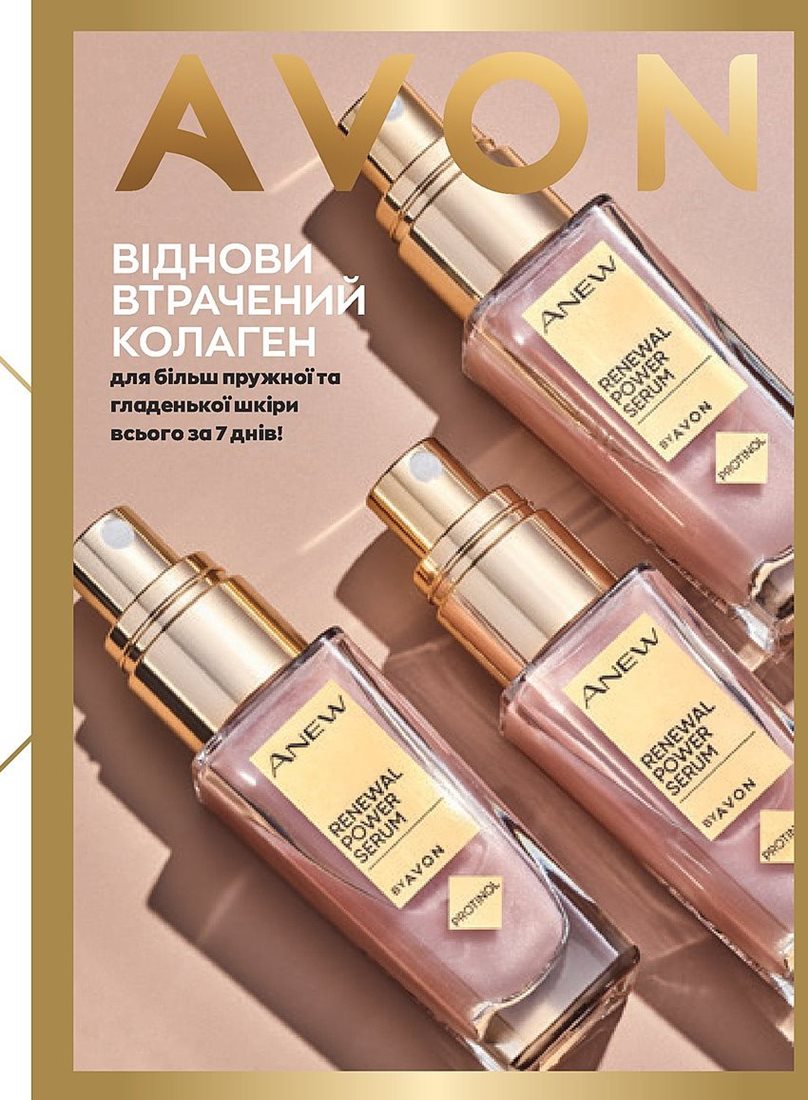 AVON
ВІДНОВИ
ВТРАЧЕНИЙ
КОЛАГЕН
для більш пружної та
гладенької шкіри
всього за 7 днів!
ANEW
RENEWAL
POWER
SERUM
BY AVON
PROTINOL
ANEW
RENEWAL
POWER
SERUM
BY AVON
PROTINOL
ANEW
RENEWAL
POWER
SERUM
BY AVON
PROTINOL